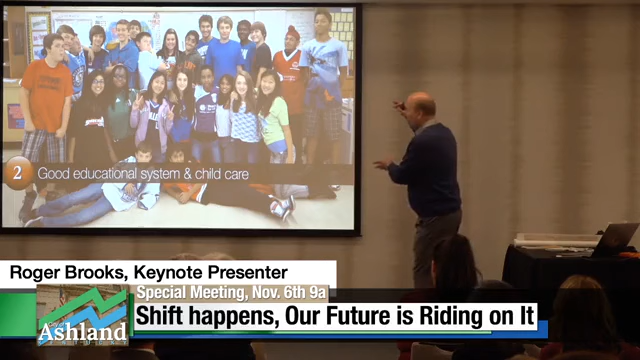 2 Good educational system & child care
Roger Brooks, Keynote Presenter
Special Meeting, Nov. 6th 9a
Shift happens, Our Future is Riding on It
Ashland